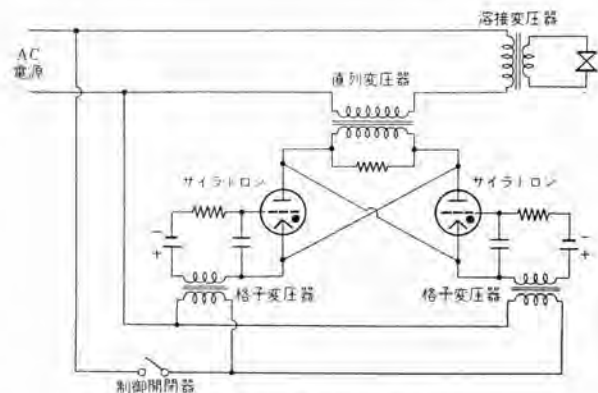 溶接変圧器
AC
電源
直列変圧器
サイラトロン
サイラトロン
−
+
−
+
格子変圧器
格子変圧器
制御開閉器